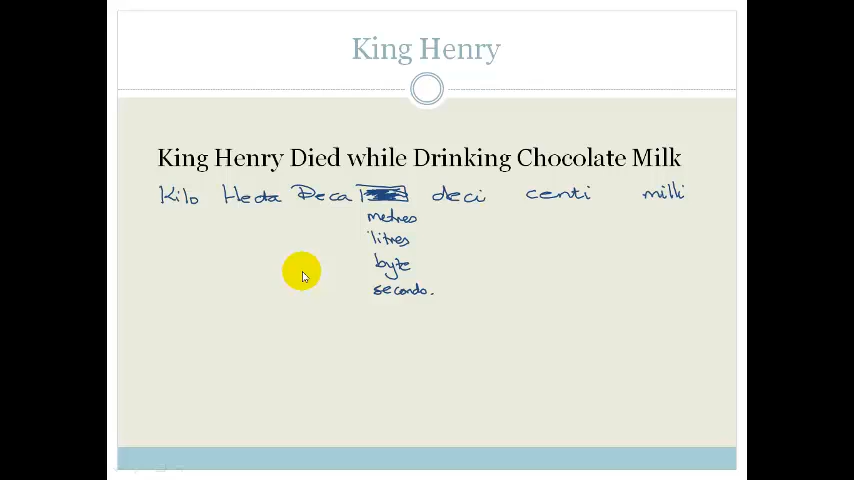 King Henry
King Henry Died while Drinking Chocolate Milk
Kilo Hecta Deca deci centi milli
metres
litres
byte
seconds.